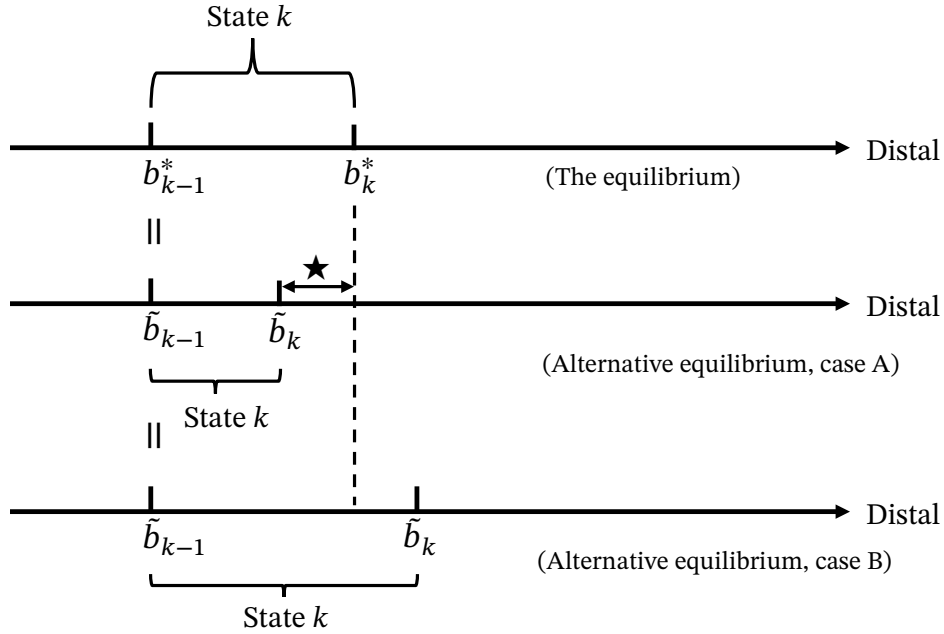 State k
Distal
b*ₖ₋₁ b*ₖ
(The equilibrium)
||
★
Distal
b̃ₖ₋₁ b̃ₖ
(Alternative equilibrium, case A)
State k
||
Distal
b̃ₖ₋₁ b̃ₖ
(Alternative equilibrium, case B)
State k